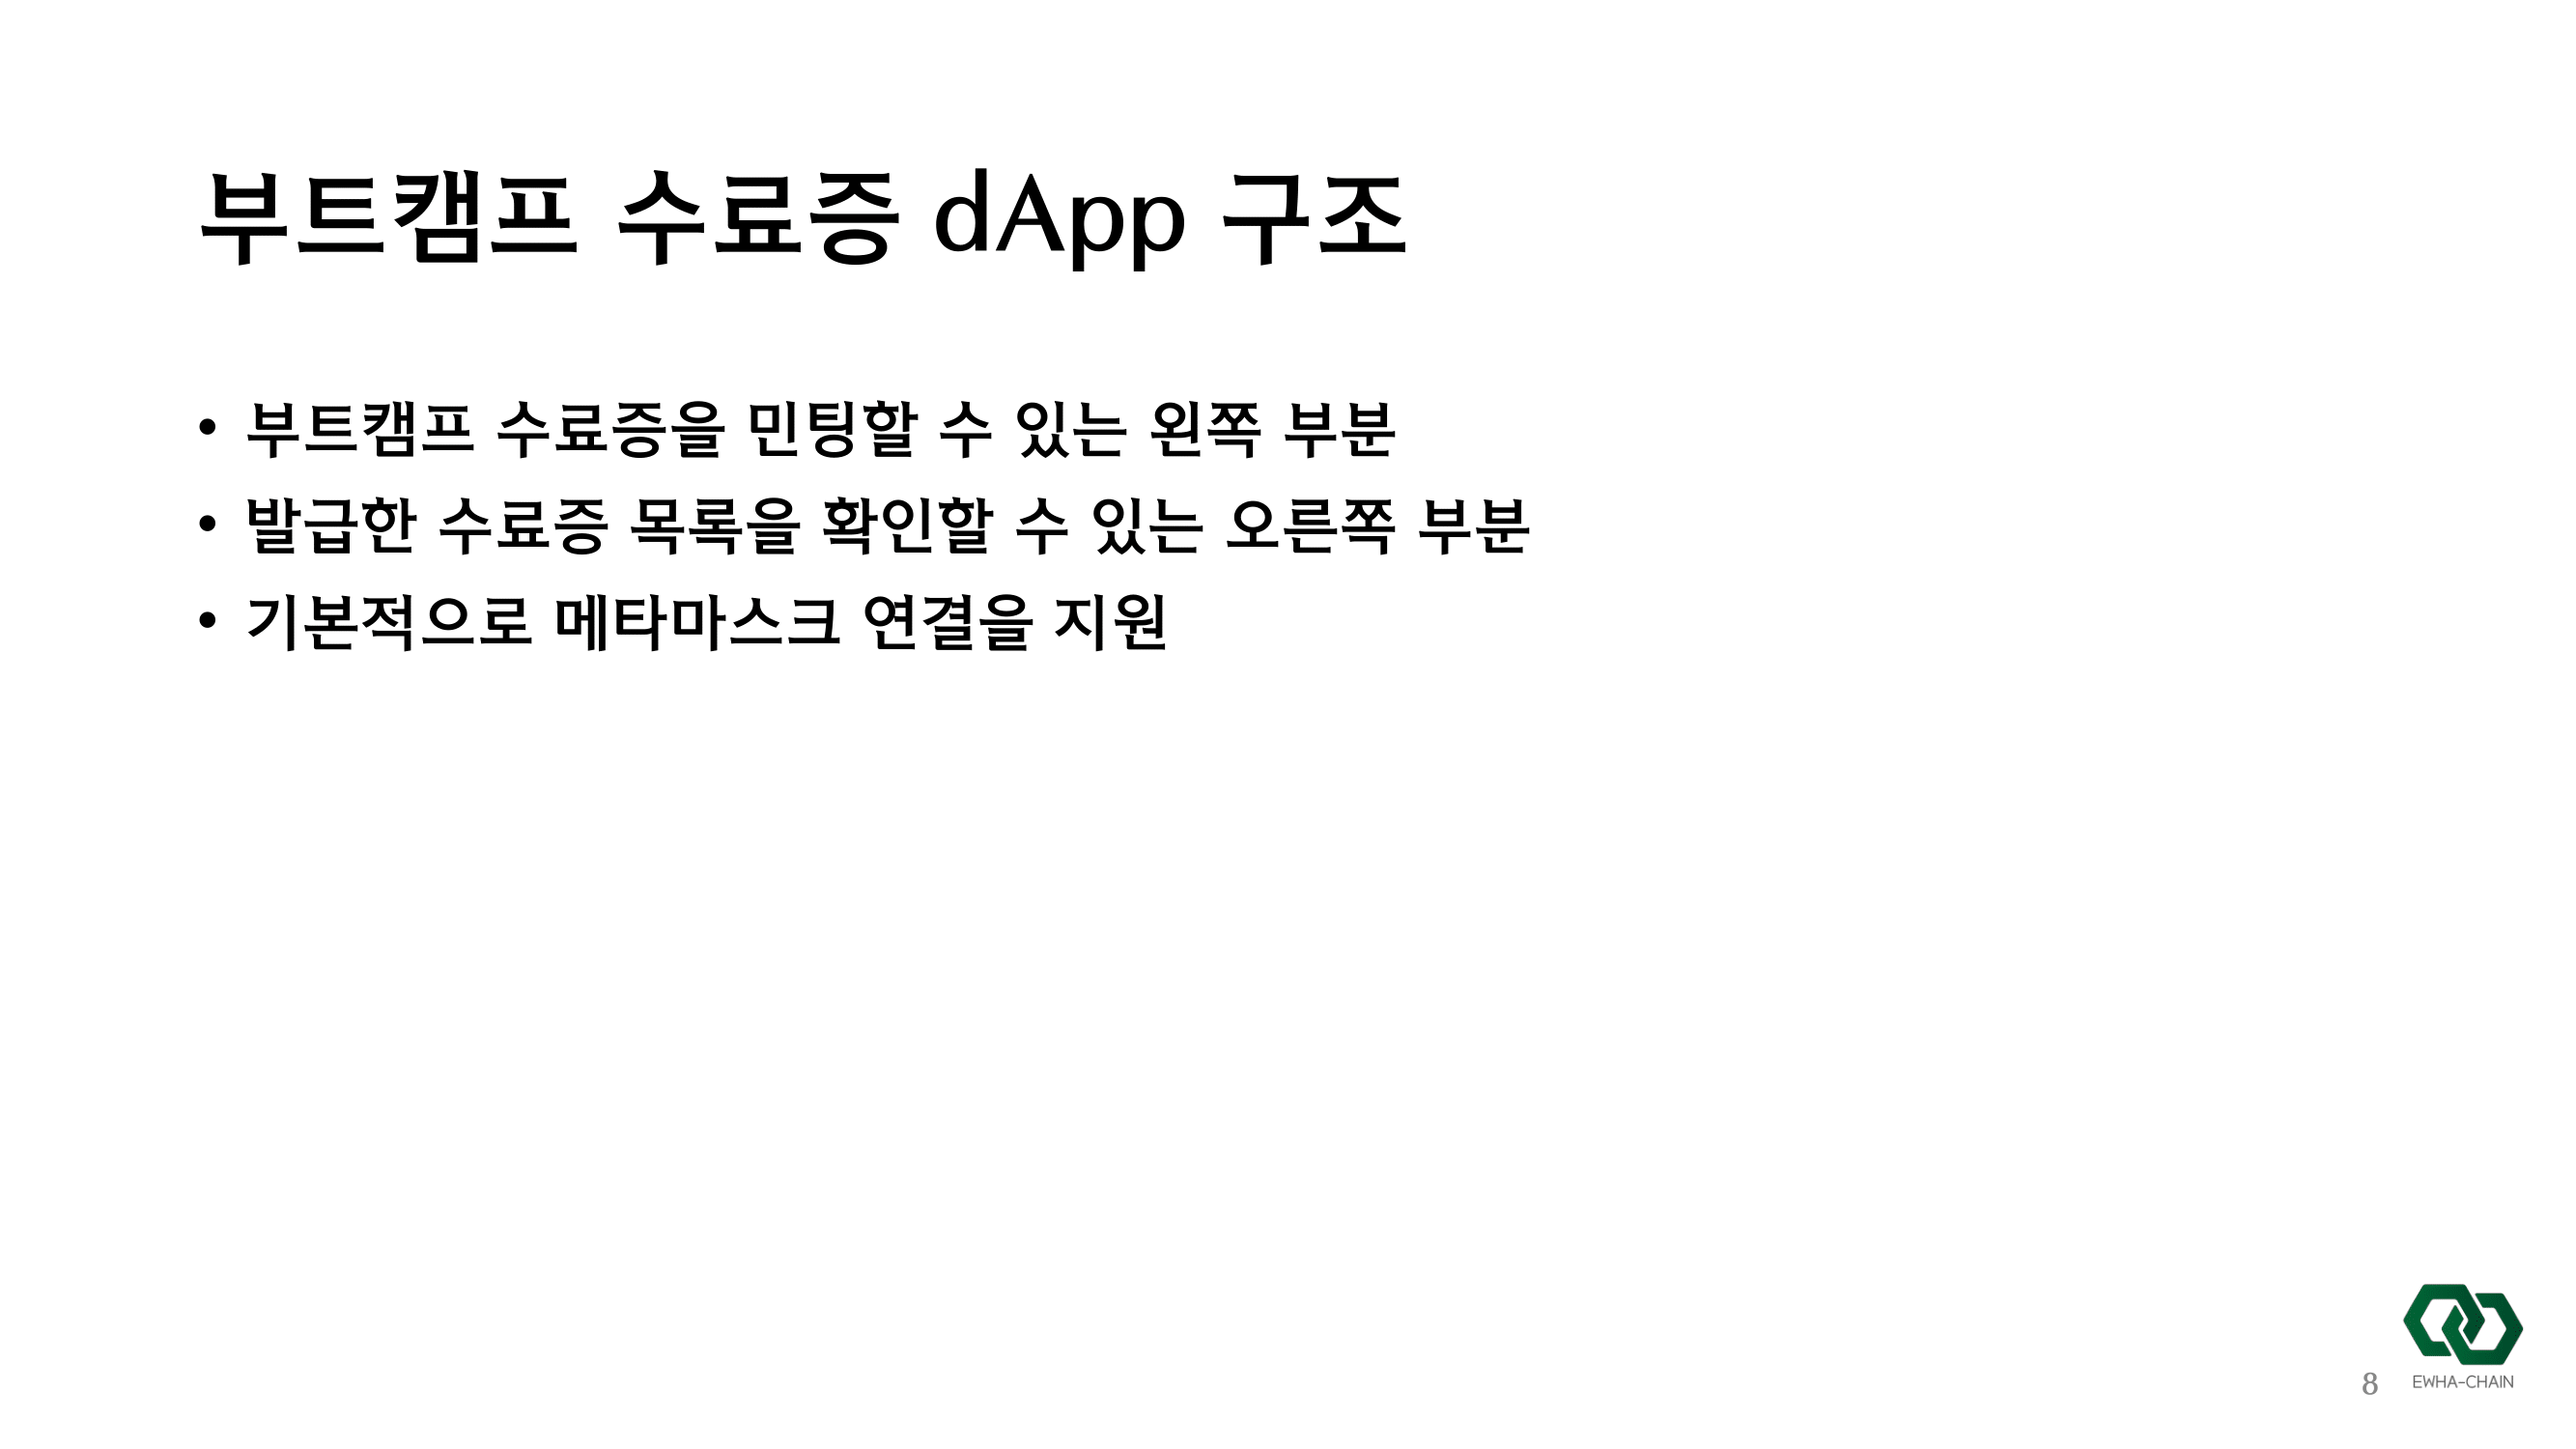 부트캠프 수료증 dApp 구조
• 부트캠프 수료증을 민팅할 수 있는 왼쪽 부분
• 발급한 수료증 목록을 확인할 수 있는 오른쪽 부분
• 기본적으로 메타마스크 연결을 지원
8
EWHA-CHAIN